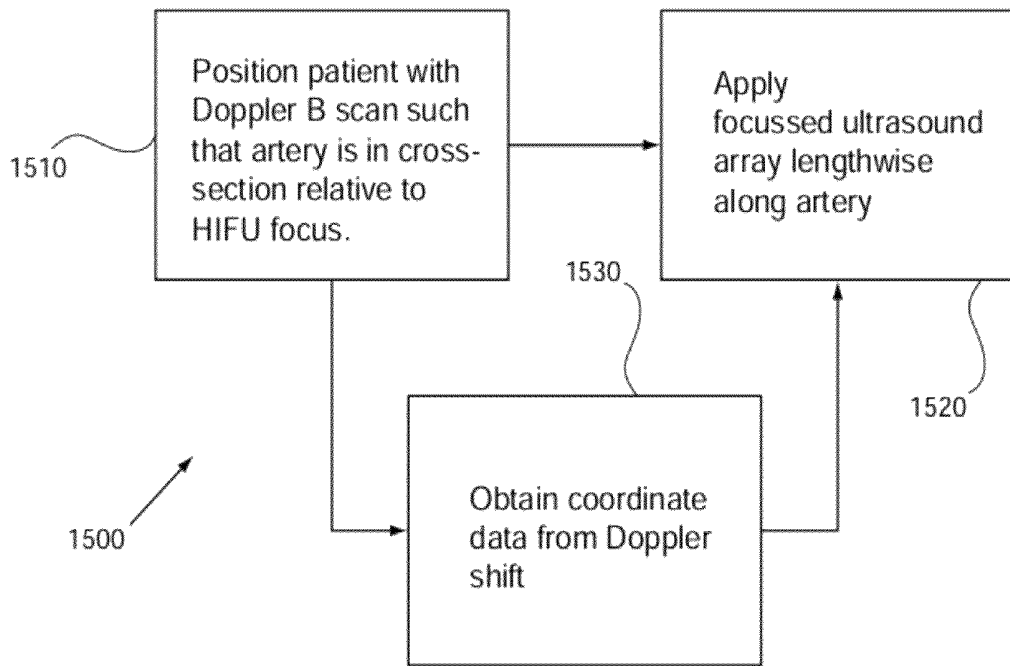 Position patient with
Doppler B scan such
that artery is in cross-
section relative to
HIFU focus.
1510
Apply
focussed ultrasound
array lengthwise
along artery
1520
1530
Obtain coordinate
data from Doppler
shift
1500